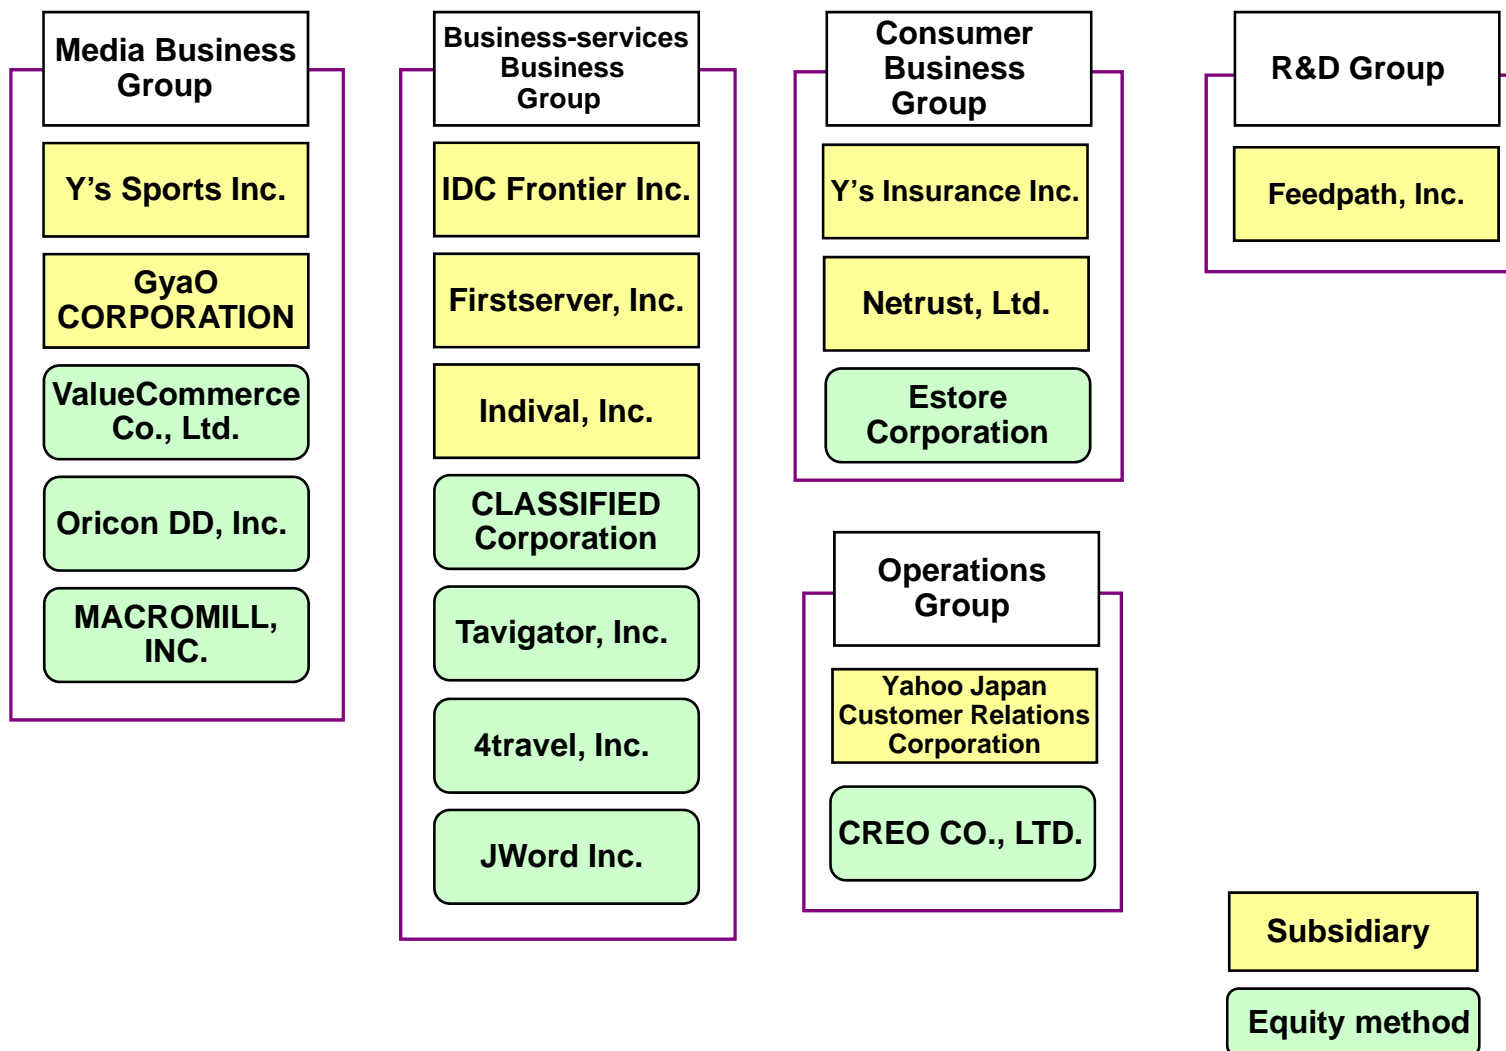 Media Business
Group
Y's Sports Inc.
GyaO
CORPORATION
ValueCommerce
Co., Ltd.
Oricon DD, Inc.
MACROMILL,
INC.
Business-services
Business
Group
IDC Frontier Inc.
Firstserver, Inc.
Indival, Inc.
CLASSIFIED
Corporation
Tavigator, Inc.
4travel, Inc.
JWord Inc.
Consumer
Business
Group
Y's Insurance Inc.
Netrust, Ltd.
Estore
Corporation
Operations
Group
Yahoo Japan
Customer Relations
Corporation
CREO CO., LTD.
R&D Group
Feedpath, Inc.
Subsidiary
Equity method